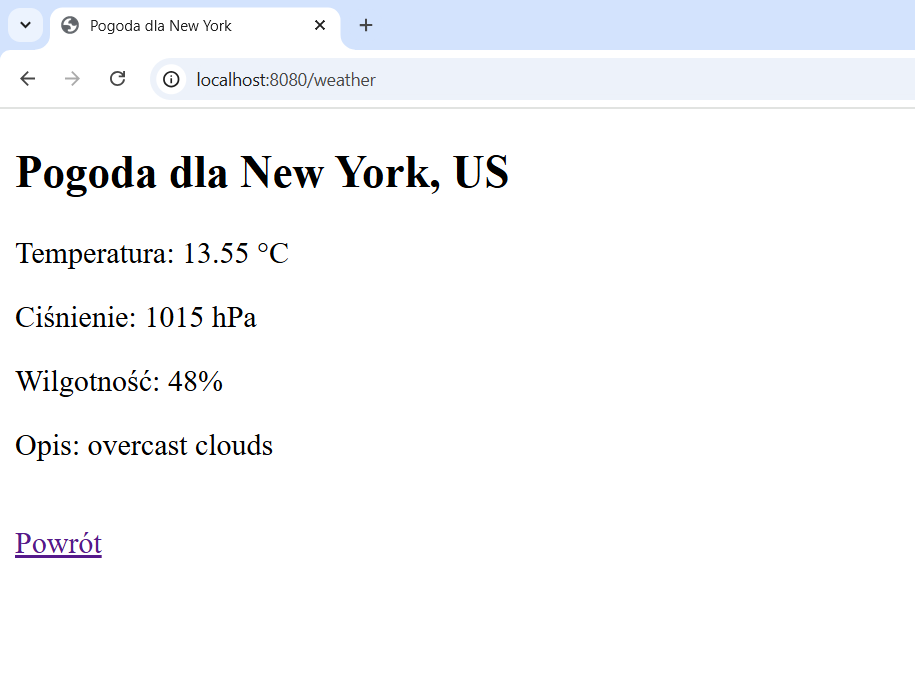 Pogoda dla New York
localhost:8080/weather
Pogoda dla New York, US
Temperatura: 13.55 °C
Ciśnienie: 1015 hPa
Wilgotność: 48%
Opis: overcast clouds
Powrót